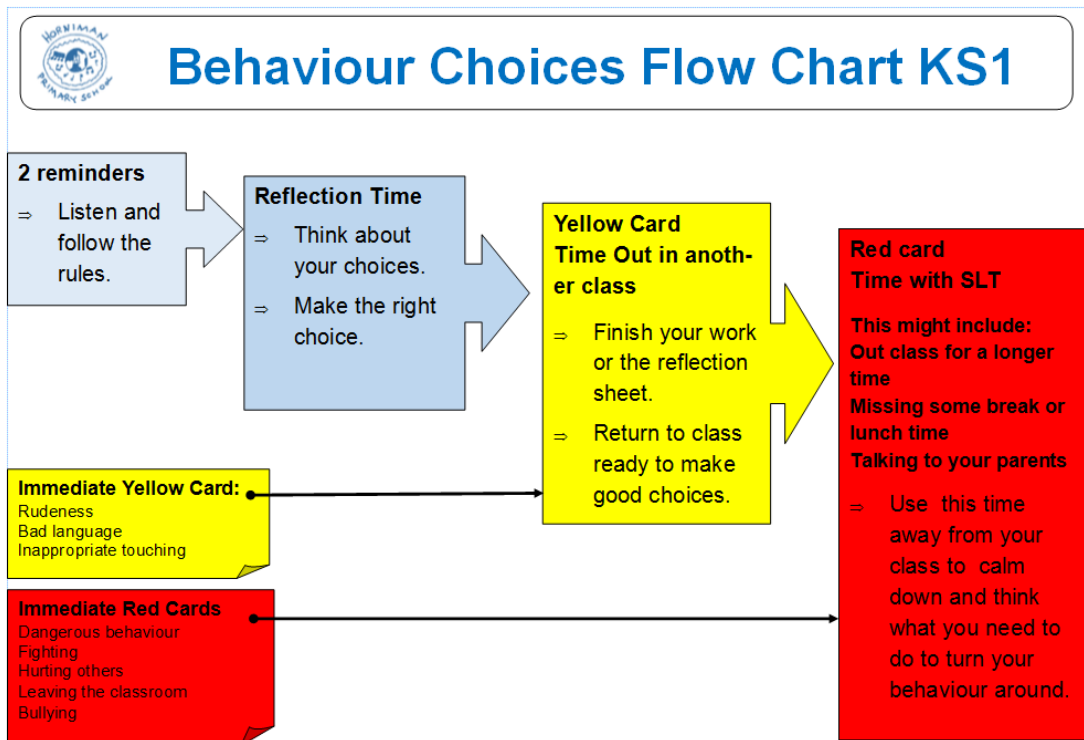 HORNIMAN
PRIMARY SCHOOL
Behaviour Choices Flow Chart KS1
2 reminders
⇒ Listen and
follow the
rules.
Reflection Time
⇒ Think about
your choices.
⇒ Make the right
choice.
Yellow Card
Time Out in anoth-
er class
⇒ Finish your work
or the reflection
sheet.
⇒ Return to class
ready to make
good choices.
Red card
Time with SLT
This might include:
Out class for a longer
time
Missing some break or
lunch time
Talking to your parents
⇒ Use this time
away from your
class to calm
down and think
what you need to
do to turn your
behaviour around.
Immediate Yellow Card:
Rudeness
Bad language
Inappropriate touching
Immediate Red Cards
Dangerous behaviour
Fighting
Hurting others
Leaving the classroom
Bullying